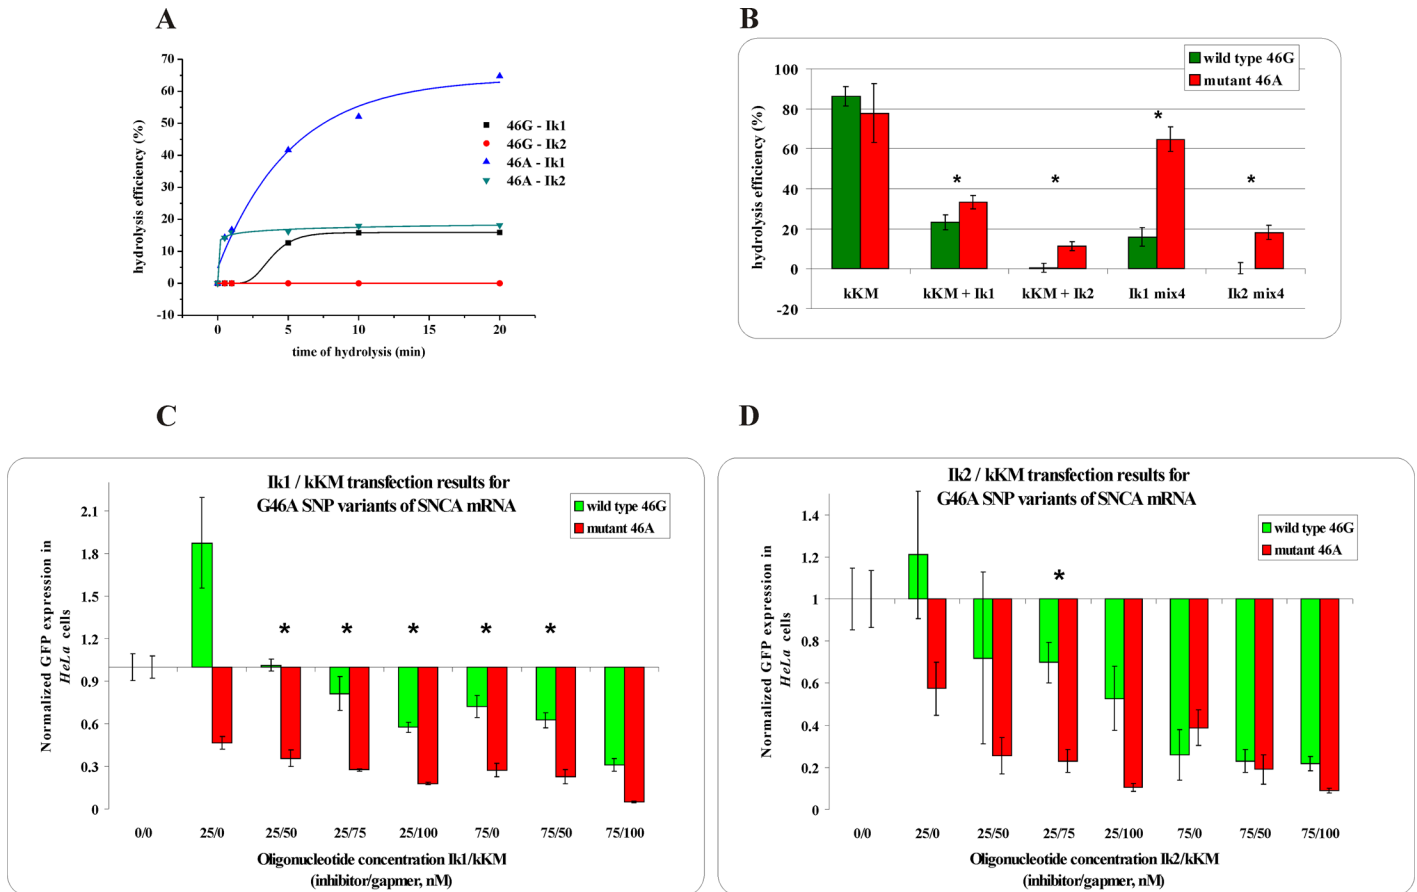 A
70
60
50
40
30
20
10
0
-10
0
5
10
15
20
hydrolysis efficiency (%)
time of hydrolysis (min)
46G - Ik1
46G - Ik2
46A - Ik1
46A - Ik2
B
wild type 46G
mutant 46A
100
80
60
40
20
0
-20
hydrolysis efficiency (%)
*
*
*
*
kKM
kKM + Ik1
kKM + Ik2
Ik1 mix4
Ik2 mix4
C
Ik1 / kKM transfection results for
G46A SNP variants of SNCA mRNA
wild type 46G
mutant 46A
2.1
1.8
1.5
1.2
0.9
0.6
0.3
0
Normalized GFP expression in
HeLa cells
* * * * *
0/0
25/0
25/50
25/75
25/100
75/0
75/50
75/100
Oligonucleotide concentration Ik1/kKM
(inhibitor/gapmer, nM)
D
Ik2 / kKM transfection results for
G46A SNP variants of SNCA mRNA
wild type 46G
mutant 46A
1.4
1.2
1
0.8
0.6
0.4
0.2
0
Normalized GFP expression in
HeLa cells
*
0/0
25/0
25/50
25/75
25/100
75/0
75/50
75/100
Oligonucleotide concentration Ik2/kKM
(inhibitor/gapmer, nM)